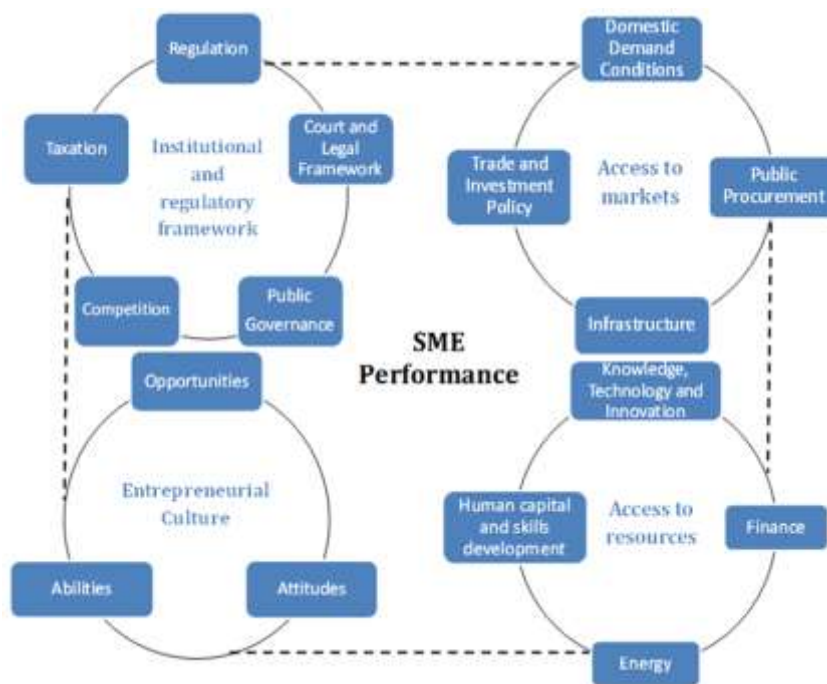 Regulation
Taxation
Institutional
and
regulatory
framework
Court and
Legal
Framework
Competition
Public
Governance
Domestic
Demand
Conditions
Trade and
Investment
Policy
Access to
markets
Public
Procurement
Infrastructure
SME
Performance
Opportunities
Entrepreneurial
Culture
Abilities
Attitudes
Knowledge,
Technology and
Innovation
Human capital
and skills
development
Access to
resources
Finance
Energy